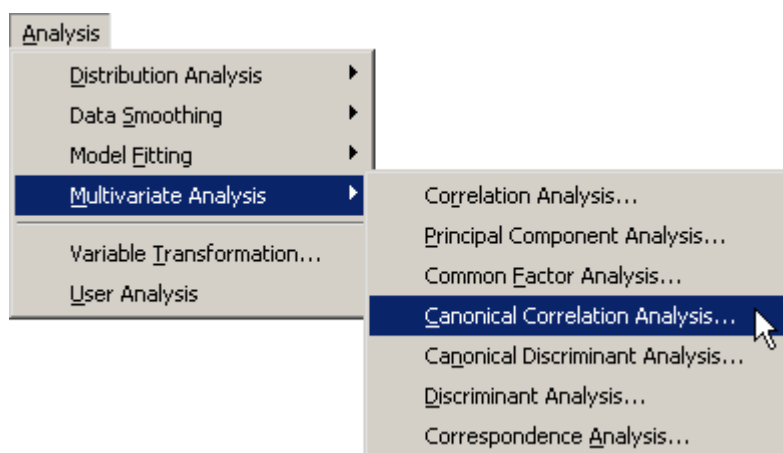 Analysis
Distribution Analysis
Data Smoothing
Model Fitting
Multivariate Analysis
Variable Transformation...
User Analysis
Correlation Analysis...
Principal Component Analysis...
Common Factor Analysis...
Canonical Correlation Analysis...
Canonical Discriminant Analysis...
Discriminant Analysis...
Correspondence Analysis...